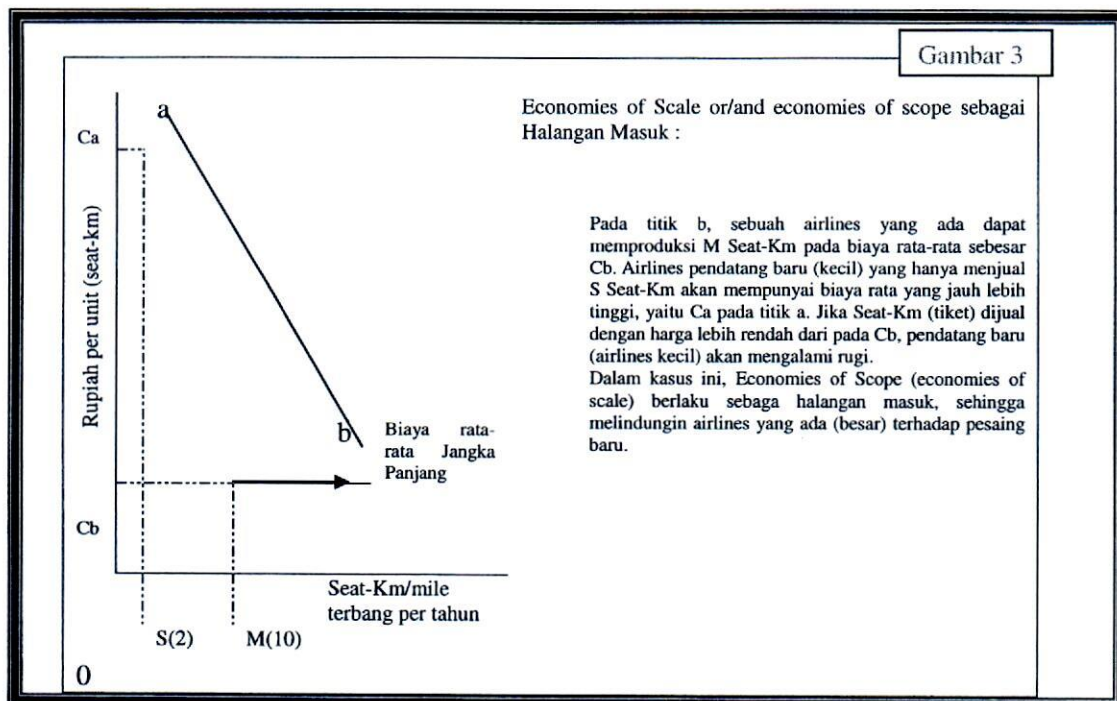 Gambar 3
Economies of Scale or/and economies of scope sebagai
Halangan Masuk :
Pada titik b, sebuah airlines yang ada dapat
memproduksi M Seat-Km pada biaya rata-rata sebesar
Cb. Airlines pendatang baru (kecil) yang hanya menjual
S Seat-Km akan mempunyai biaya rata yang jauh lebih
tinggi, yaitu Ca pada titik a. Jika Seat-Km (tiket) dijual
dengan harga lebih rendah dari pada Cb, pendatang baru
(airlines kecil) akan mengalami rugi.
Dalam kasus ini, Economies of Scope (economies of
scale) berlaku sebaga halangan masuk, sehingga
melindungin airlines yang ada (besar) terhadap pesaing
baru.
a
Ca
Rupiah per unit (seat-km)
b
Biaya rata-
rata Jangka
Panjang
Cb
Seat-Km/mile
terbang per tahun
S(2)
M(10)
0